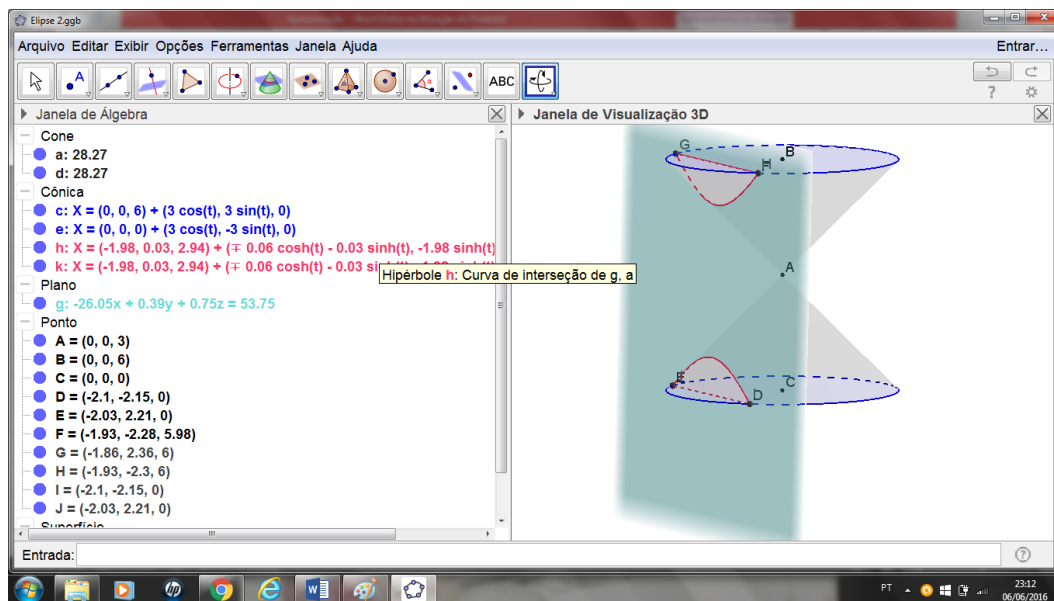 Elipse 2.ggb
Arquivo Editar Exibir Opções Ferramentas Janela Ajuda
Entrar...
A
ABC
?
Janela de Álgebra
Cone
a: 28.27
d: 28.27
Cônica
c: X = (0, 0, 6) + (3 cos(t), 3 sin(t), 0)
e: X = (0, 0, 0) + (3 cos(t), -3 sin(t), 0)
h: X = (-1.98, 0.03, 2.94) + (∓ 0.06 cosh(t) - 0.03 sinh(t), -1.98 sinh(t)
k: X = (-1.98, 0.03, 2.94) + (∓ 0.06 cosh(t) - 0.03 si
Hipérbole h: Curva de interseção de g, a
Plano
g: -26.05x + 0.39y + 0.75z = 53.75
Ponto
A = (0, 0, 3)
B = (0, 0, 6)
C = (0, 0, 0)
D = (-2.1, -2.15, 0)
E = (-2.03, 2.21, 0)
F = (-1.93, -2.28, 5.98)
G = (-1.86, 2.36, 6)
H = (-1.93, -2.3, 6)
I = (-2.1, -2.15, 0)
J = (-2.03, 2.21, 0)
Superfície
Janela de Visualização 3D
G
B
A
C
D
Entrada:
?
hp
PT
23:12
06/06/2016